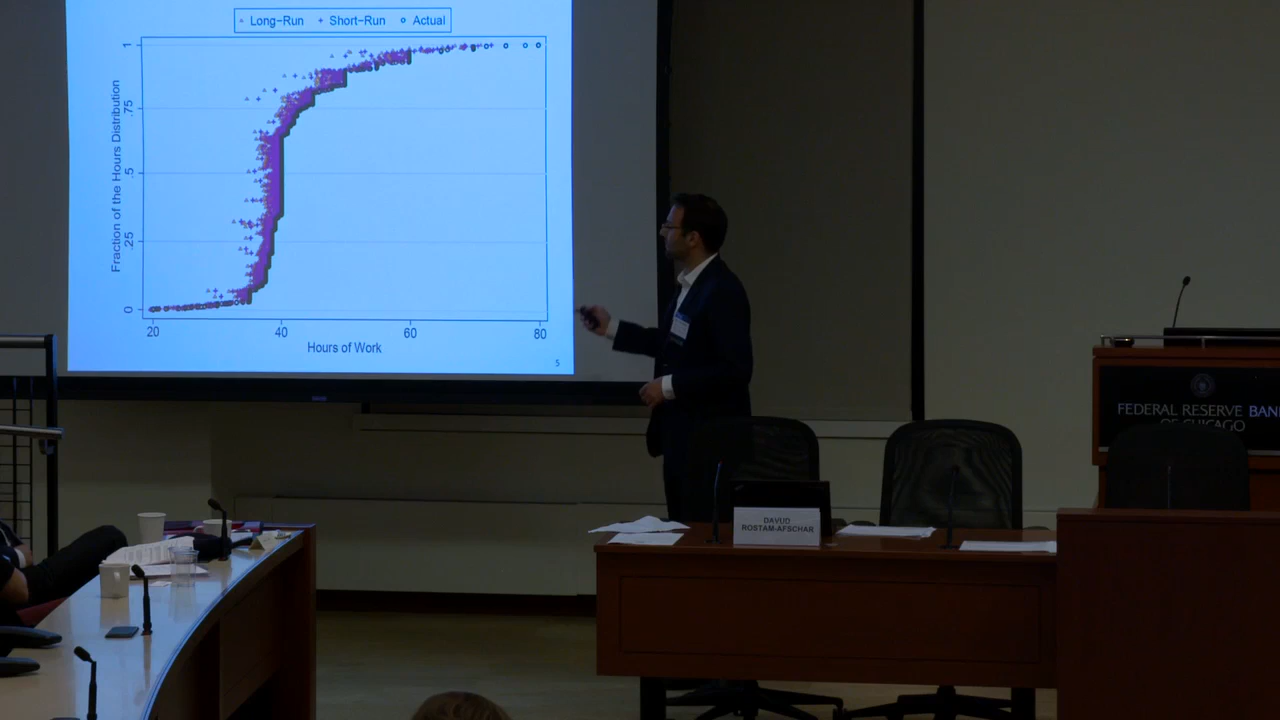 Long-Run Short-Run Actual
1
.75
.5
.25
0
Fraction of the Hours Distribution
20 40 60 80
Hours of Work
5
FEDERAL RESERVE BAN
OF CHICAGO
DAVUD
ROSTAM-AFSCHAR